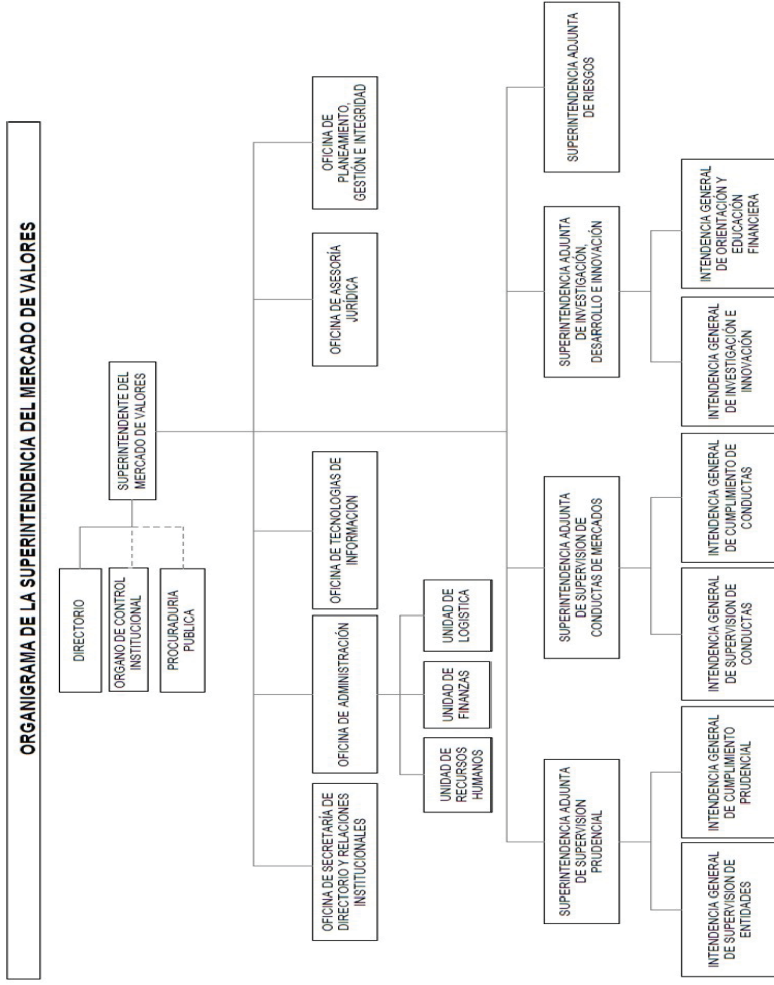 ORGANIGRAMA DE LA SUPERINTENDENCIA DEL MERCADO DE VALORES
DIRECTORIO
ORGANO DE CONTROL
INSTITUCIONAL
PROCURADURIA
PUBLICA
SUPERINTENDENTE DEL
MERCADO DE VALORES
OFICINA DE SECRETARÍA DE
DIRECTORIO Y RELACIONES
INSTITUCIONALES
OFICINA DE ADMINISTRACIÓN
OFICINA DE TECNOLOGÍAS DE
INFORMACION
OFICINA DE ASESORÍA
JURÍDICA
OFICINA DE
PLANEAMIENTO,
GESTIÓN E INTEGRIDAD
UNIDAD DE
RECURSOS
HUMANOS
UNIDAD DE
FINANZAS
UNIDAD DE
LOGISTICA
SUPERINTENDENCIA ADJUNTA
DE SUPERVISION
PRUDENCIAL
SUPERINTENDENCIA ADJUNTA
DE SUPERVISION DE
CONDUCTAS DE MERCADOS
SUPERINTENDENCIA ADJUNTA
DE INVESTIGACIÓN,
DESARROLLO E INNOVACIÓN
SUPERINTENDENCIA ADJUNTA
DE RIESGOS
INTENDENCIA GENERAL
DE SUPERVISION DE
ENTIDADES
INTENDENCIA GENERAL
DE CUMPLIMIENTO
PRUDENCIAL
INTENDENCIA GENERAL
DE SUPERVISION DE
CONDUCTAS
INTENDENCIA GENERAL
DE CUMPLIMIENTO DE
CONDUCTAS
INTENDENCIA GENERAL
DE INVESTIGACIÓN E
INNOVACIÓN
INTENDENCIA GENERAL
DE ORIENTACIÓN Y
EDUCACIÓN
FINANCIERA